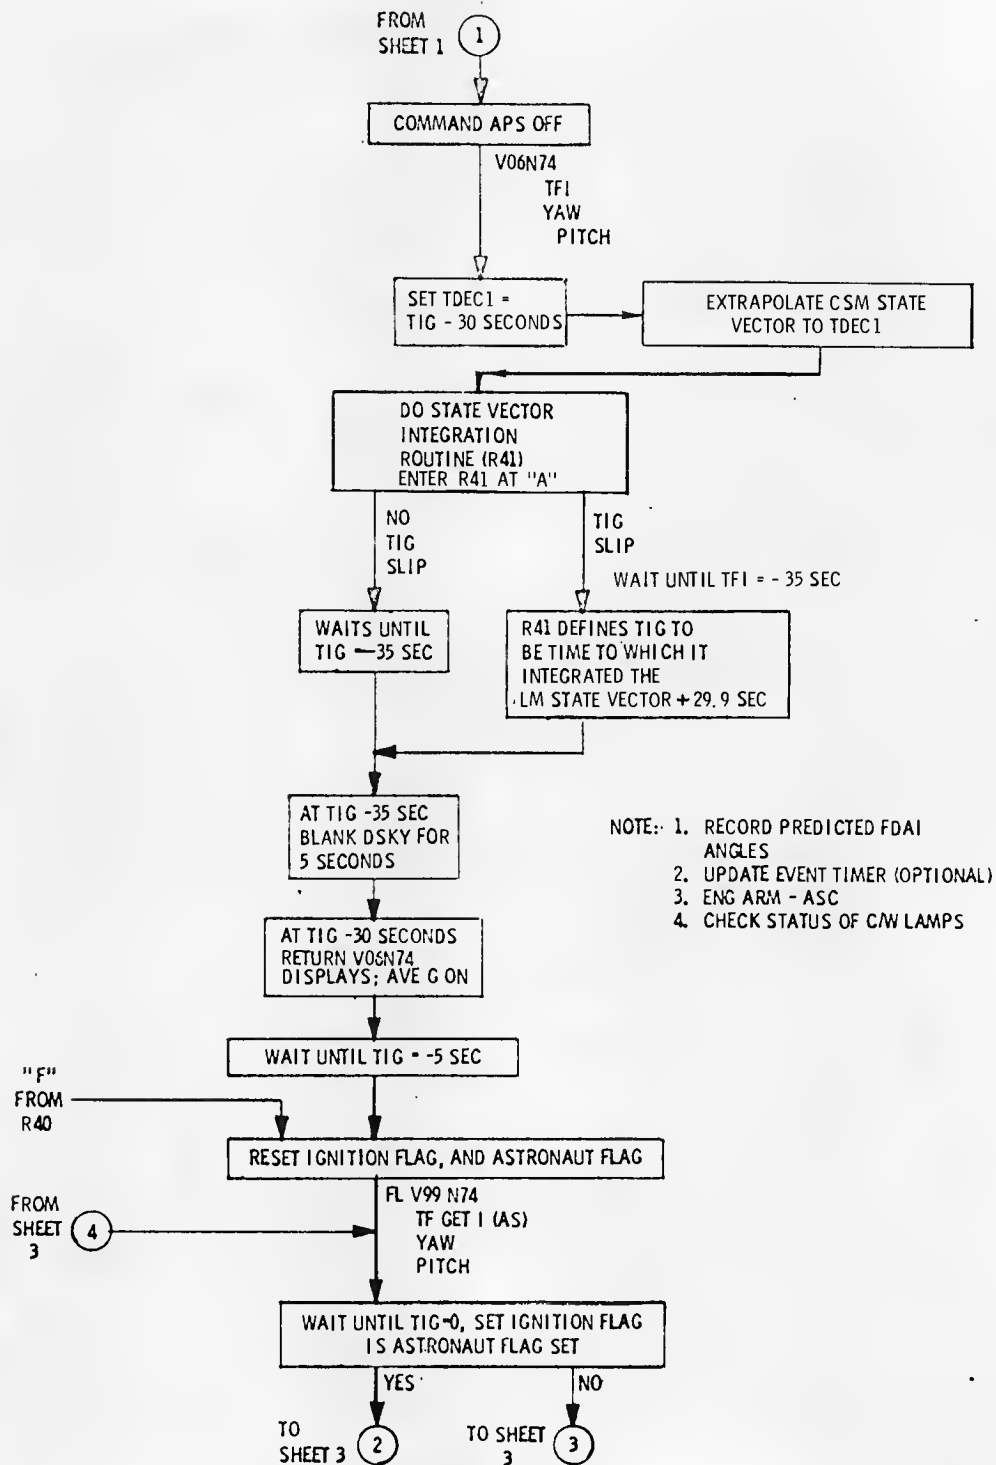 FROM
SHEET 1
1
COMMAND APS OFF
V06N74
TFI
YAW
PITCH
SET TDEC1 =
TIG - 30 SECONDS
EXTRAPOLATE CSM STATE
VECTOR TO TDEC1
DO STATE VECTOR
INTEGRATION
ROUTINE (R41)
ENTER R41 AT "A"
NO
TIG
SLIP
TIG
SLIP
WAIT UNTIL TFI = - 35 SEC
WAITS UNTIL
TIG —35 SEC
R41 DEFINES TIG TO
BE TIME TO WHICH IT
INTEGRATED THE
LM STATE VECTOR + 29.9 SEC
AT TIG -35 SEC
BLANK DSKY FOR
5 SECONDS
NOTE: 1. RECORD PREDICTED FDAI
ANGLES
2. UPDATE EVENT TIMER (OPTIONAL)
3. ENG ARM - ASC
4. CHECK STATUS OF C/W LAMPS
AT TIG -30 SECONDS
RETURN V06N74
DISPLAYS; AVE G ON
WAIT UNTIL TIG = -5 SEC
"F"
FROM
R40
RESET IGNITION FLAG, AND ASTRONAUT FLAG
FL V99 N74
TF GET I (AS)
YAW
PITCH
FROM
SHEET
3
4
WAIT UNTIL TIG=0, SET IGNITION FLAG
IS ASTRONAUT FLAG SET
YES
NO
TO
SHEET 3
2
TO SHEET
3
3